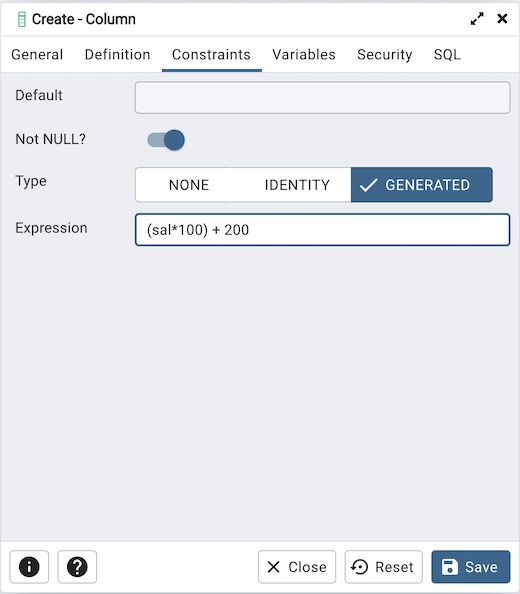 Create - Column
General Definition Constraints Variables Security SQL
Default
Not NULL?
Type NONE IDENTITY GENERATED
Expression (sal*100) + 200
Close Reset Save